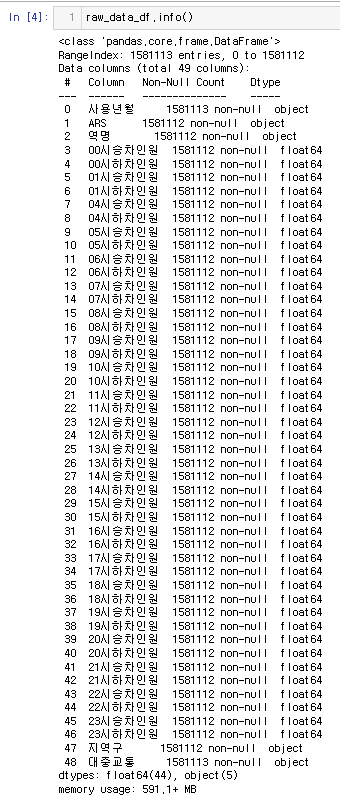 In [4]: 1 raw_data_df.info()
<class 'pandas.core.frame.DataFrame'>
RangeIndex: 1581113 entries, 0 to 1581112
Data columns (total 49 columns):
# Column Non-Null Count Dtype
--- ------ -------------- -----
0 사용년월 1581113 non-null object
1 ARS 1581112 non-null object
2 역명 1581112 non-null object
3 00시승차인원 1581112 non-null float64
4 00시하차인원 1581112 non-null float64
5 01시승차인원 1581112 non-null float64
6 01시하차인원 1581112 non-null float64
7 04시승차인원 1581112 non-null float64
8 04시하차인원 1581112 non-null float64
9 05시승차인원 1581112 non-null float64
10 05시하차인원 1581112 non-null float64
11 06시승차인원 1581112 non-null float64
12 06시하차인원 1581112 non-null float64
13 07시승차인원 1581112 non-null float64
14 07시하차인원 1581112 non-null float64
15 08시승차인원 1581112 non-null float64
16 08시하차인원 1581112 non-null float64
17 09시승차인원 1581112 non-null float64
18 09시하차인원 1581112 non-null float64
19 10시승차인원 1581112 non-null float64
20 10시하차인원 1581112 non-null float64
21 11시승차인원 1581112 non-null float64
22 11시하차인원 1581112 non-null float64
23 12시승차인원 1581112 non-null float64
24 12시하차인원 1581112 non-null float64
25 13시승차인원 1581112 non-null float64
26 13시하차인원 1581112 non-null float64
27 14시승차인원 1581112 non-null float64
28 14시하차인원 1581112 non-null float64
29 15시승차인원 1581112 non-null float64
30 15시하차인원 1581112 non-null float64
31 16시승차인원 1581112 non-null float64
32 16시하차인원 1581112 non-null float64
33 17시승차인원 1581112 non-null float64
34 17시하차인원 1581112 non-null float64
35 18시승차인원 1581112 non-null float64
36 18시하차인원 1581112 non-null float64
37 19시승차인원 1581112 non-null float64
38 19시하차인원 1581112 non-null float64
39 20시승차인원 1581112 non-null float64
40 20시하차인원 1581112 non-null float64
41 21시승차인원 1581112 non-null float64
42 21시하차인원 1581112 non-null float64
43 22시승차인원 1581112 non-null float64
44 22시하차인원 1581112 non-null float64
45 23시승차인원 1581112 non-null float64
46 23시하차인원 1581112 non-null float64
47 지역구 1581112 non-null object
48 대중교통 1581113 non-null object
dtypes: float64(44), object(5)
memory usage: 591.1+ MB